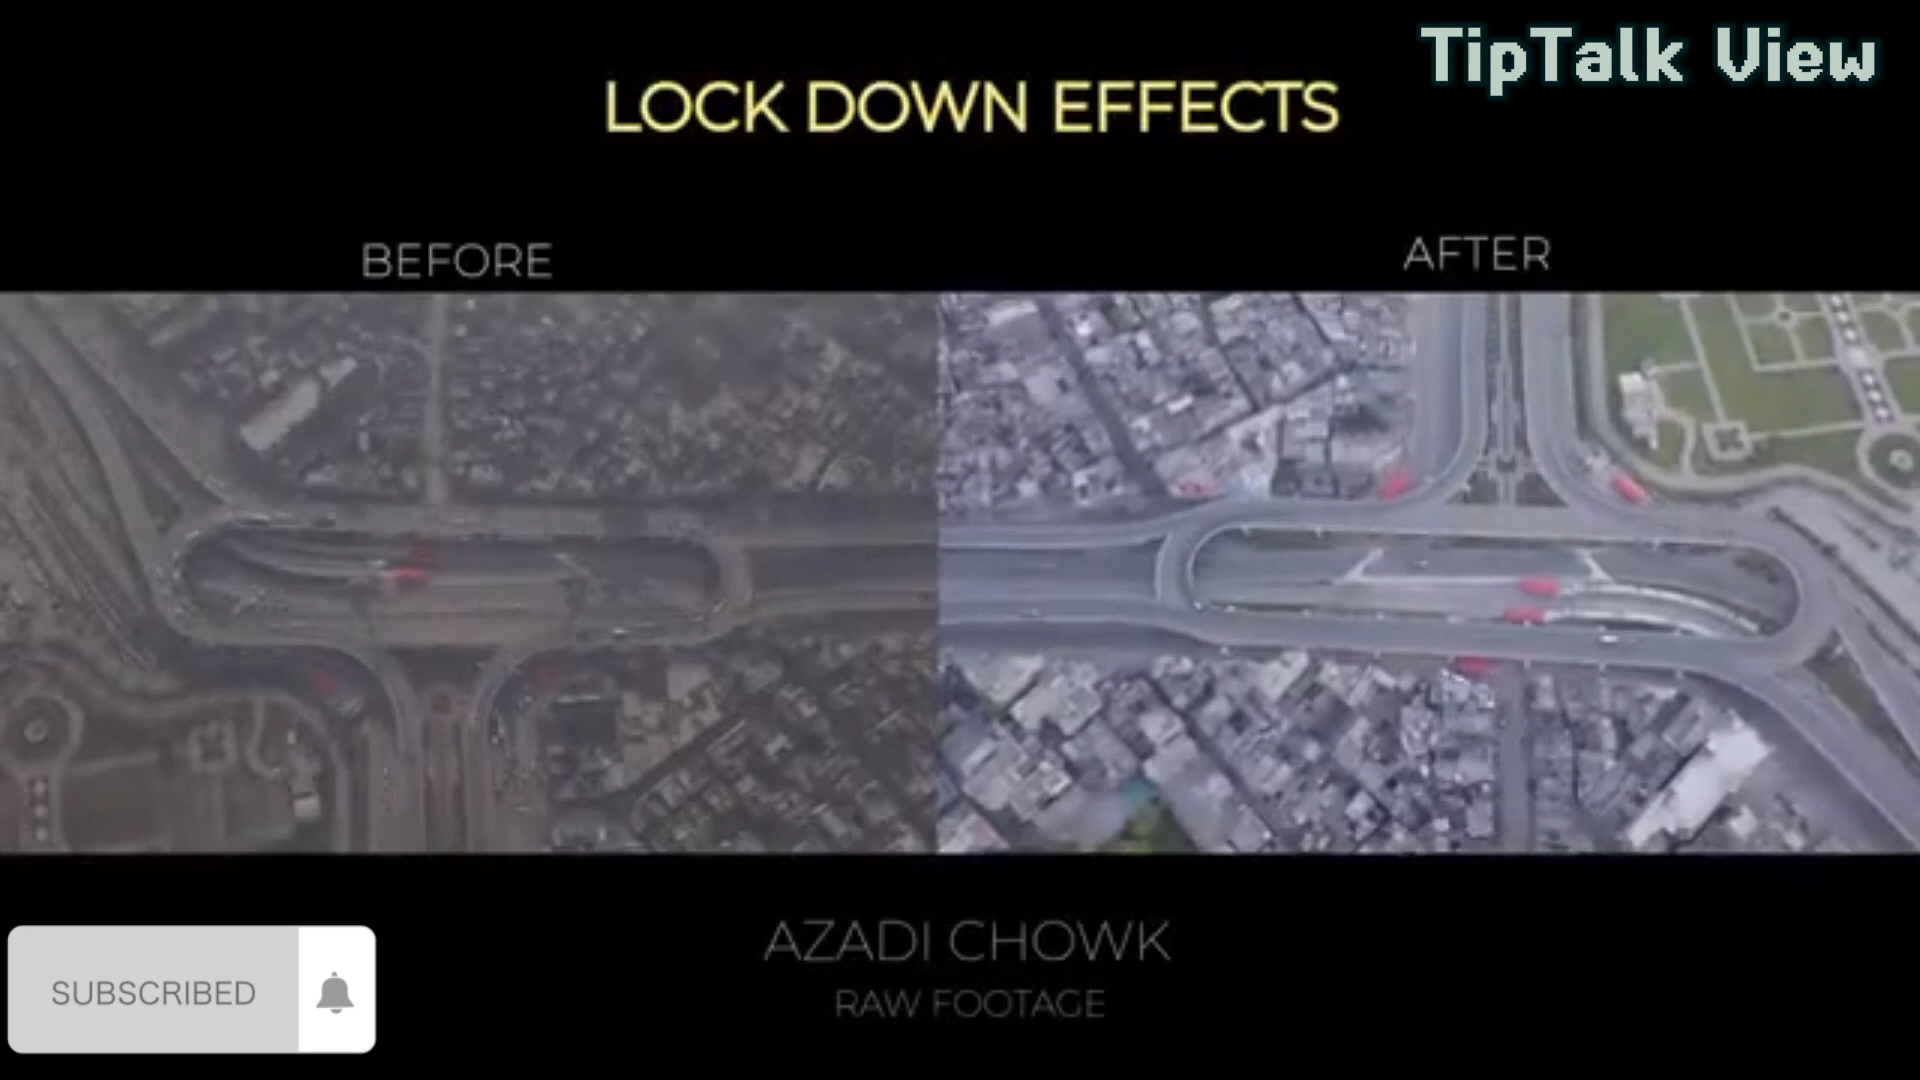 TipTalk View
LOCK DOWN EFFECTS
BEFORE
AFTER
AZADI CHOWK
RAW FOOTAGE
SUBSCRIBED